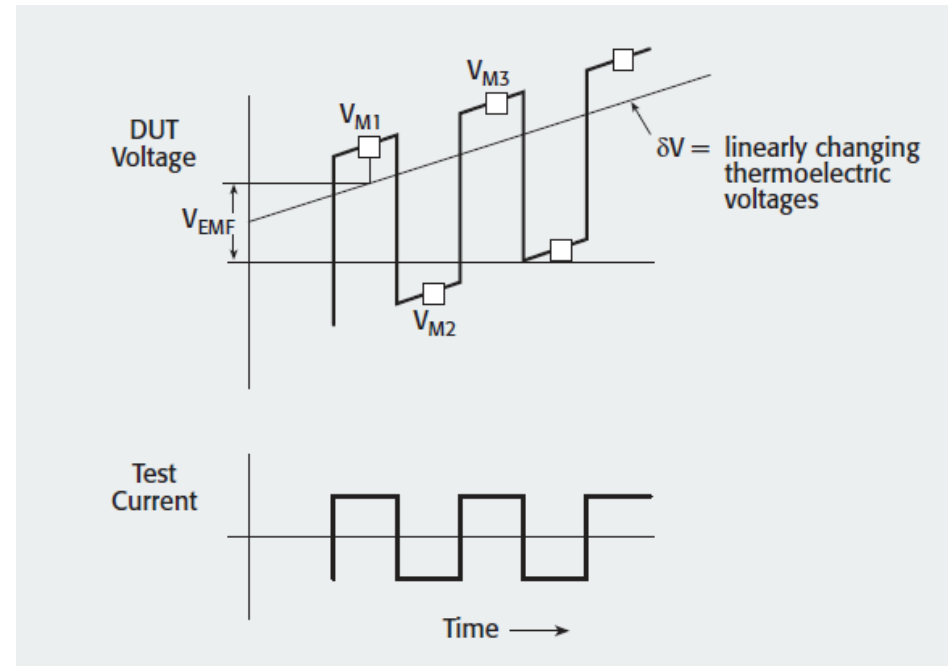 V_M3
V_M1
DUT
Voltage
δV = linearly changing
thermoelectric
voltages
V_EMF
V_M2
Test
Current
Time